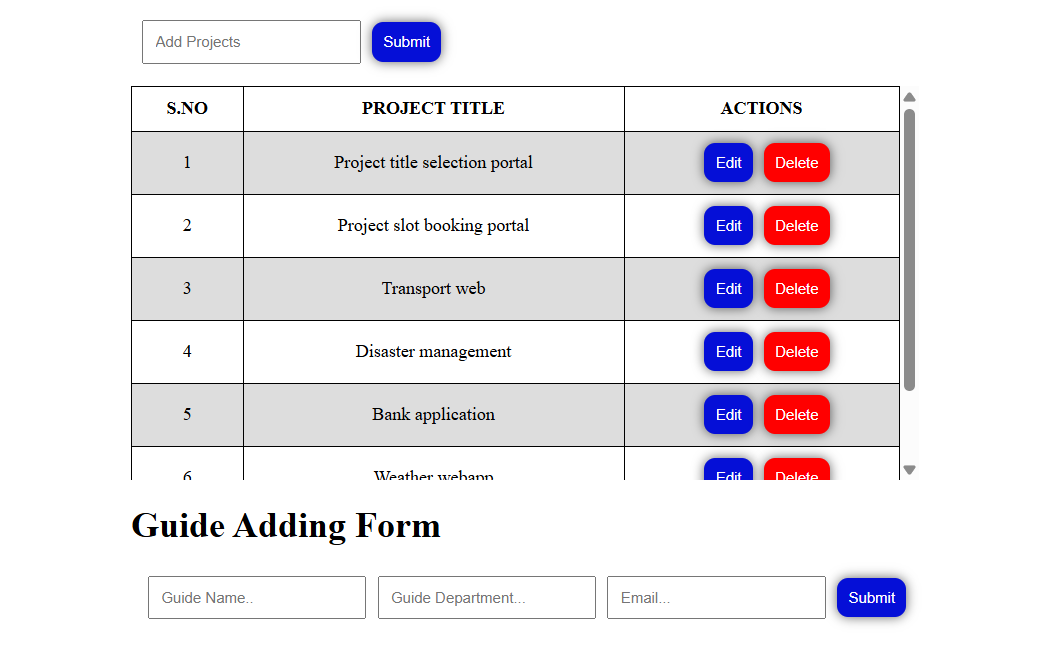 Add Projects Submit
S.NO PROJECT TITLE ACTIONS
1 Project title selection portal Edit Delete
2 Project slot booking portal Edit Delete
3 Transport web Edit Delete
4 Disaster management Edit Delete
5 Bank application Edit Delete
6 Weather webapp Edit Delete
Guide Adding Form
Guide Name.. Guide Department... Email... Submit